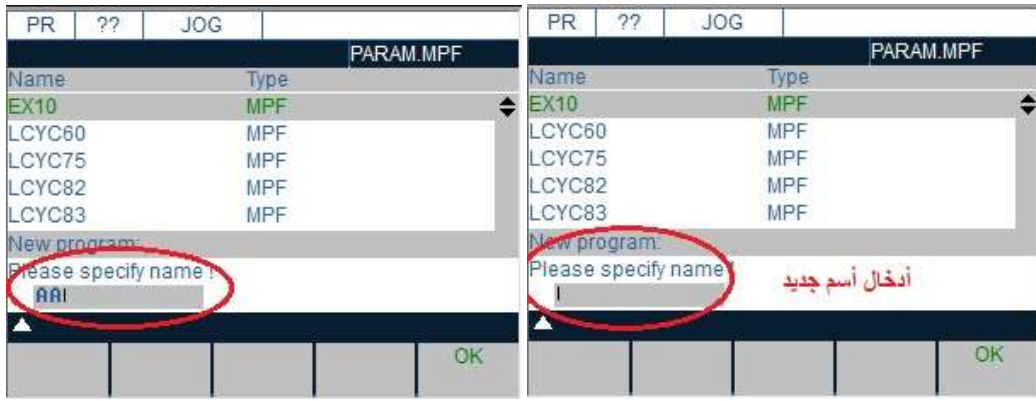 PR ?? JOG
PARAM.MPF
Name Type
EX10 MPF
LCYC60 MPF
LCYC75 MPF
LCYC82 MPF
LCYC83 MPF
New program:
Please specify name !
AA
OK
PR ?? JOG
PARAM.MPF
Name Type
EX10 MPF
LCYC60 MPF
LCYC75 MPF
LCYC82 MPF
LCYC83 MPF
New program:
Please specify name !
أدخال أسم جديد
OK